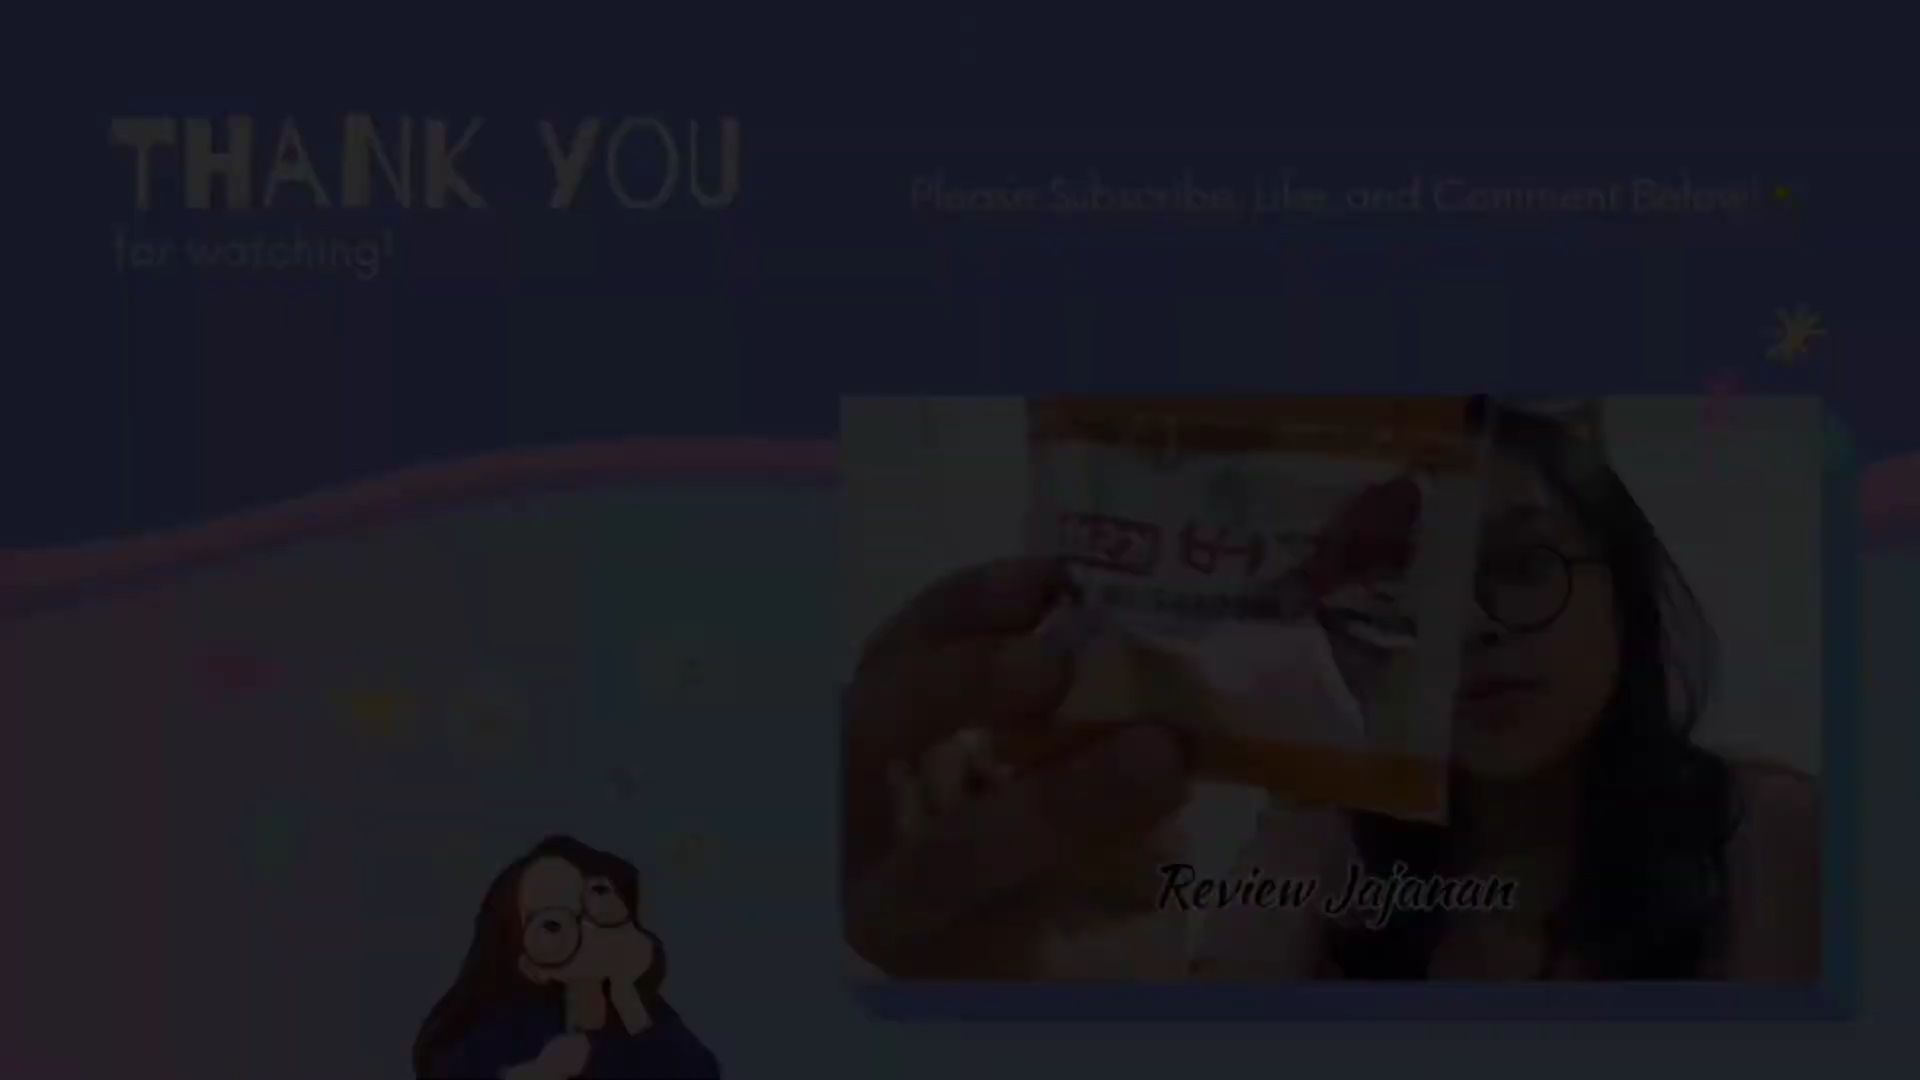 THANK YOU
for watching!
Please Subscribe, Like, and Comment Below!
Review Jajanan